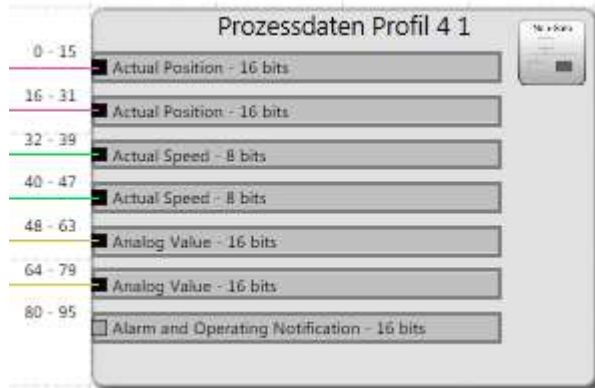 Prozessdaten Profil 4 1
0 - 15
Actual Position - 16 bits
16 - 31
Actual Position - 16 bits
32 - 39
Actual Speed - 8 bits
40 - 47
Actual Speed - 8 bits
48 - 63
Analog Value - 16 bits
64 - 79
Analog Value - 16 bits
80 - 95
Alarm and Operating Notification - 16 bits